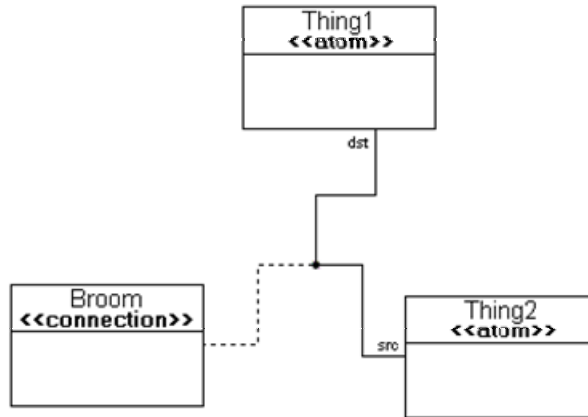 Thing1
<<atom>>
dst
Broom
<<connection>>
Thing2
<<atom>>
src